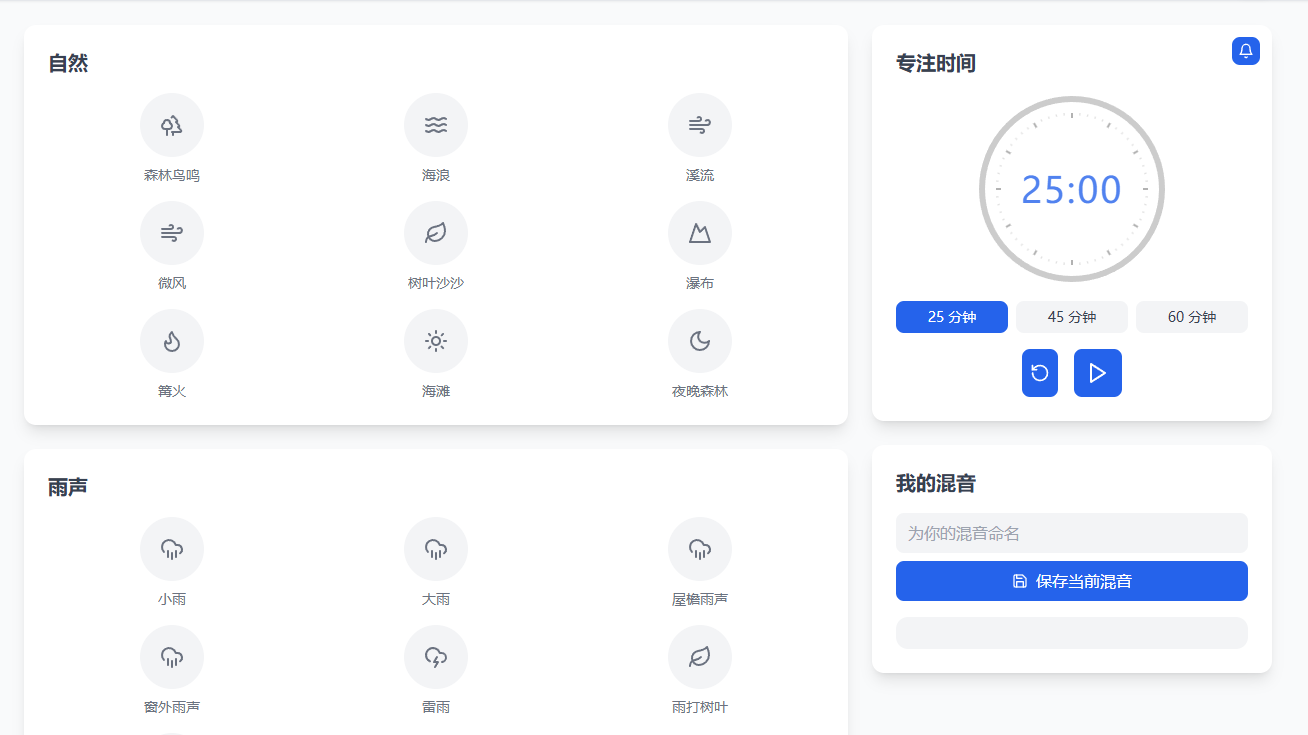 自然
森林鸟鸣
海浪
溪流
微风
树叶沙沙
瀑布
篝火
海滩
夜晚森林
雨声
小雨
大雨
屋檐雨声
窗外雨声
雷雨
雨打树叶
专注时间
25:00
25 分钟
45 分钟
60 分钟
我的混音
为你的混音命名
保存当前混音